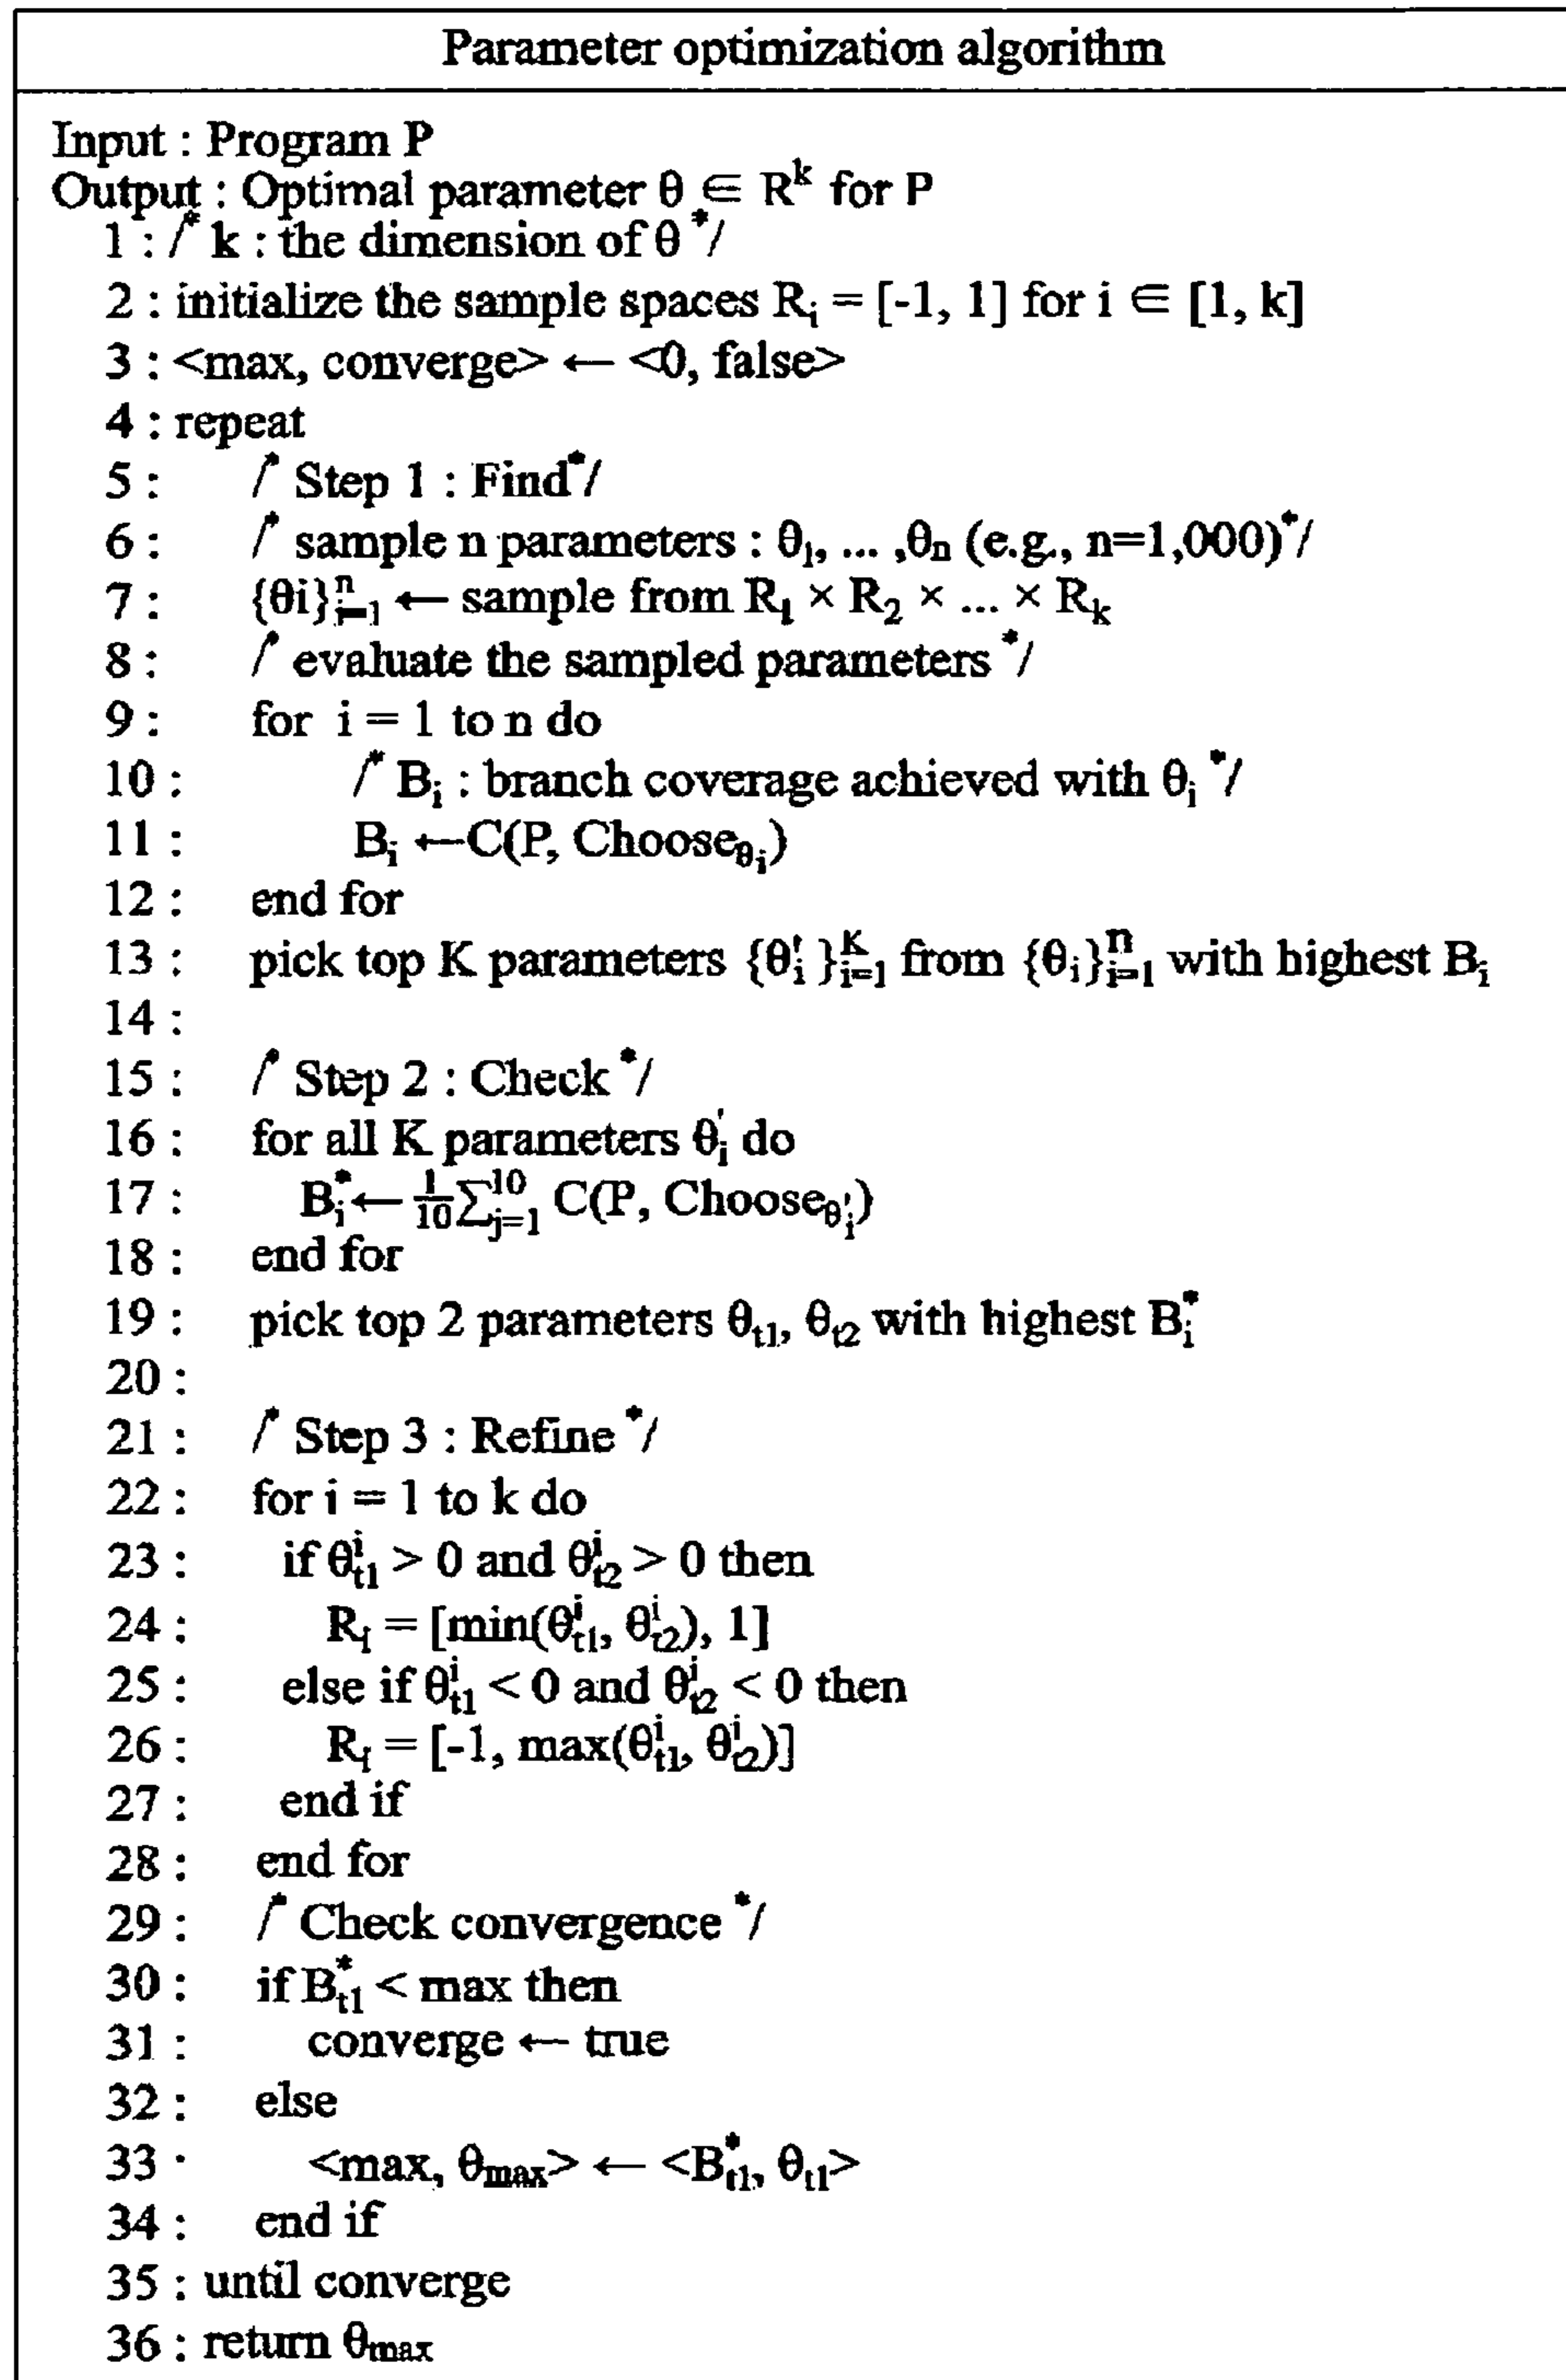 Parameter optimization algorithm
Input : Program P
Output : Optimal parameter θ ∈ R^k for P
1 : /* k : the dimension of θ */
2 : initialize the sample spaces R_i = [-1, 1] for i ∈ [1, k]
3 : <max, converge> ← <0, false>
4 : repeat
5 : /* Step 1 : Find*/
6 : /* sample n parameters : θ_1, ... ,θ_n (e.g., n=1,000)*/
7 : {θi}_{i=1}^n ← sample from R_1 × R_2 × ... × R_k
8 : /* evaluate the sampled parameters */
9 : for i = 1 to n do
10 : /* B_i : branch coverage achieved with θ_i */
11 : B_i ←C(P, Choose_{θ_i})
12 : end for
13 : pick top K parameters {θ'_i}_{i=1}^K from {θ_i}_{i=1}^n with highest B_i
14 :
15 : /* Step 2 : Check */
16 : for all K parameters θ'_i do
17 : B*_i ← 1/10 ∑_{j=1}^{10} C(P, Choose_{θ'_i})
18 : end for
19 : pick top 2 parameters θ_t1, θ_t2 with highest B*_i
20 :
21 : /* Step 3 : Refine */
22 : for i = 1 to k do
23 : if θ^i_t1 > 0 and θ^i_t2 > 0 then
24 : R_i = [min(θ^i_t1, θ^i_t2), 1]
25 : else if θ^i_t1 < 0 and θ^i_t2 < 0 then
26 : R_i = [-1, max(θ^i_t1, θ^i_t2)]
27 : end if
28 : end for
29 : /* Check convergence */
30 : if B*_t1 < max then
31 : converge ← true
32 : else
33 : <max, θ_max> ← <B*_t1, θ_t1>
34 : end if
35 : until converge
36 : return θ_max